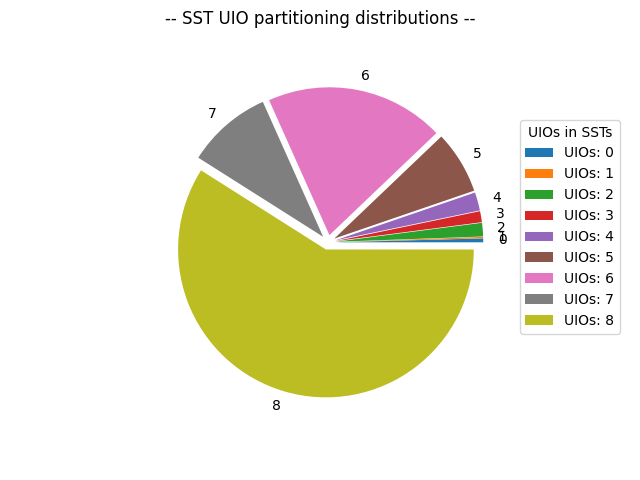 -- SST UIO partitioning distributions --
6
7
5
4
3
2
1
0
8
UIOs in SSTs
UIOs: 0
UIOs: 1
UIOs: 2
UIOs: 3
UIOs: 4
UIOs: 5
UIOs: 6
UIOs: 7
UIOs: 8